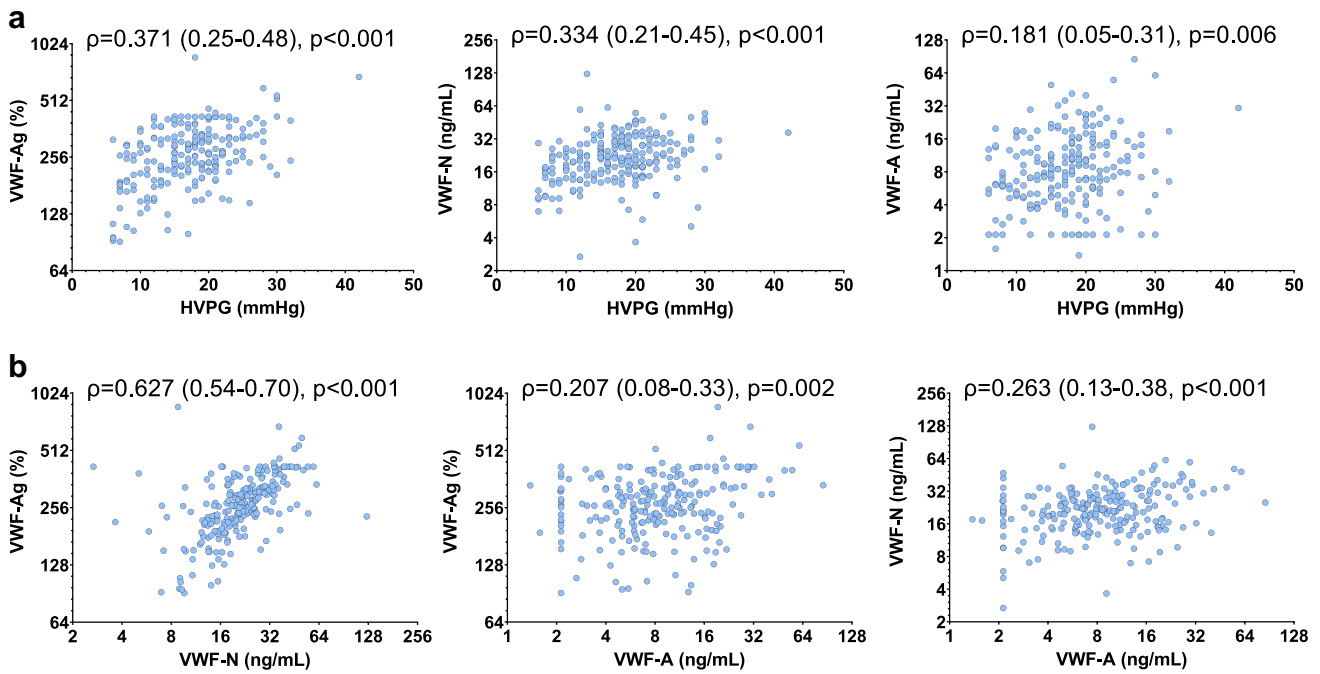 a
ρ=0.371 (0.25-0.48), p<0.001
1024
512
256
128
64
VWF-Ag (%)
0 10 20 30 40 50
HVPG (mmHg)
ρ=0.334 (0.21-0.45), p<0.001
256
128
64
32
16
8
4
2
VWF-N (ng/mL)
0 10 20 30 40 50
HVPG (mmHg)
ρ=0.181 (0.05-0.31), p=0.006
128
64
32
16
8
4
2
1
VWF-A (ng/mL)
0 10 20 30 40 50
HVPG (mmHg)
b
ρ=0.627 (0.54-0.70), p<0.001
1024
512
256
128
64
VWF-Ag (%)
2 4 8 16 32 64 128 256
VWF-N (ng/mL)
ρ=0.207 (0.08-0.33), p=0.002
1024
512
256
128
64
VWF-Ag (%)
1 2 4 8 16 32 64 128
VWF-A (ng/mL)
ρ=0.263 (0.13-0.38, p<0.001
256
128
64
32
16
8
4
2
VWF-N (ng/mL)
1 2 4 8 16 32 64 128
VWF-A (ng/mL)